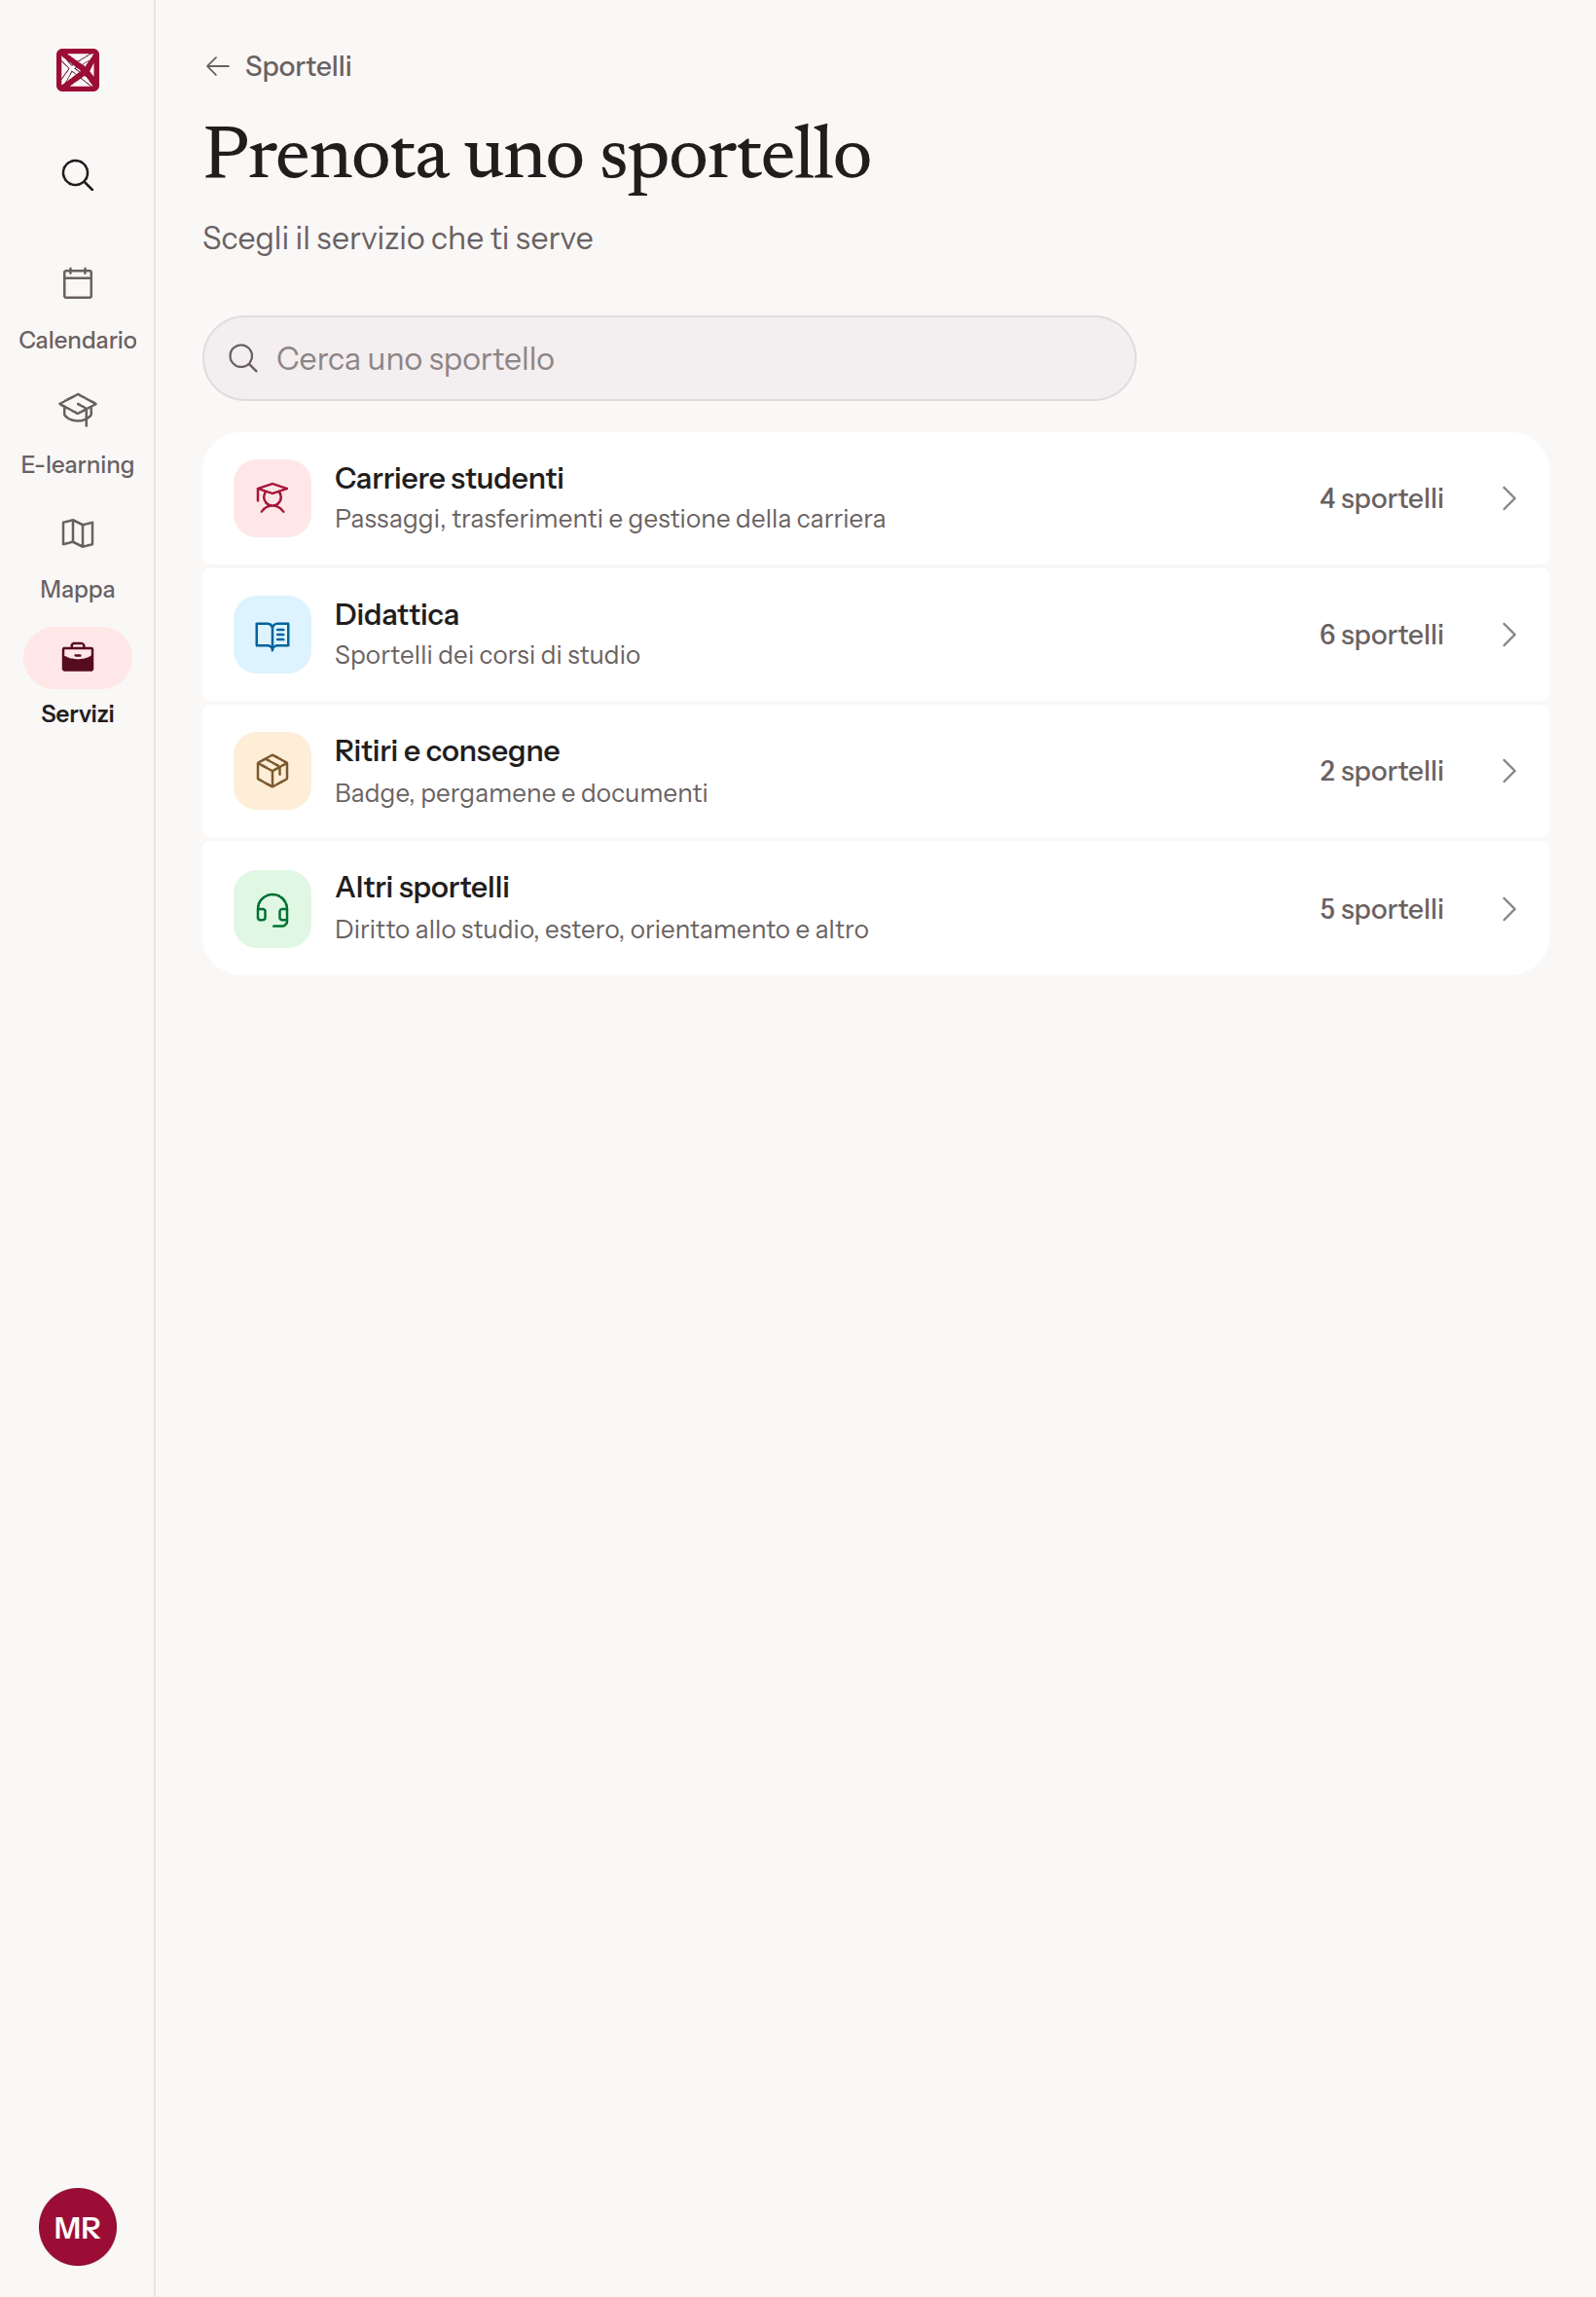 Sportelli
Prenota uno sportello
Scegli il servizio che ti serve
Cerca uno sportello
Calendario
E-learning
Mappa
Servizi
Carriere studenti
Passaggi, trasferimenti e gestione della carriera
4 sportelli
Didattica
Sportelli dei corsi di studio
6 sportelli
Ritiri e consegne
Badge, pergamene e documenti
2 sportelli
Altri sportelli
Diritto allo studio, estero, orientamento e altro
5 sportelli
MR